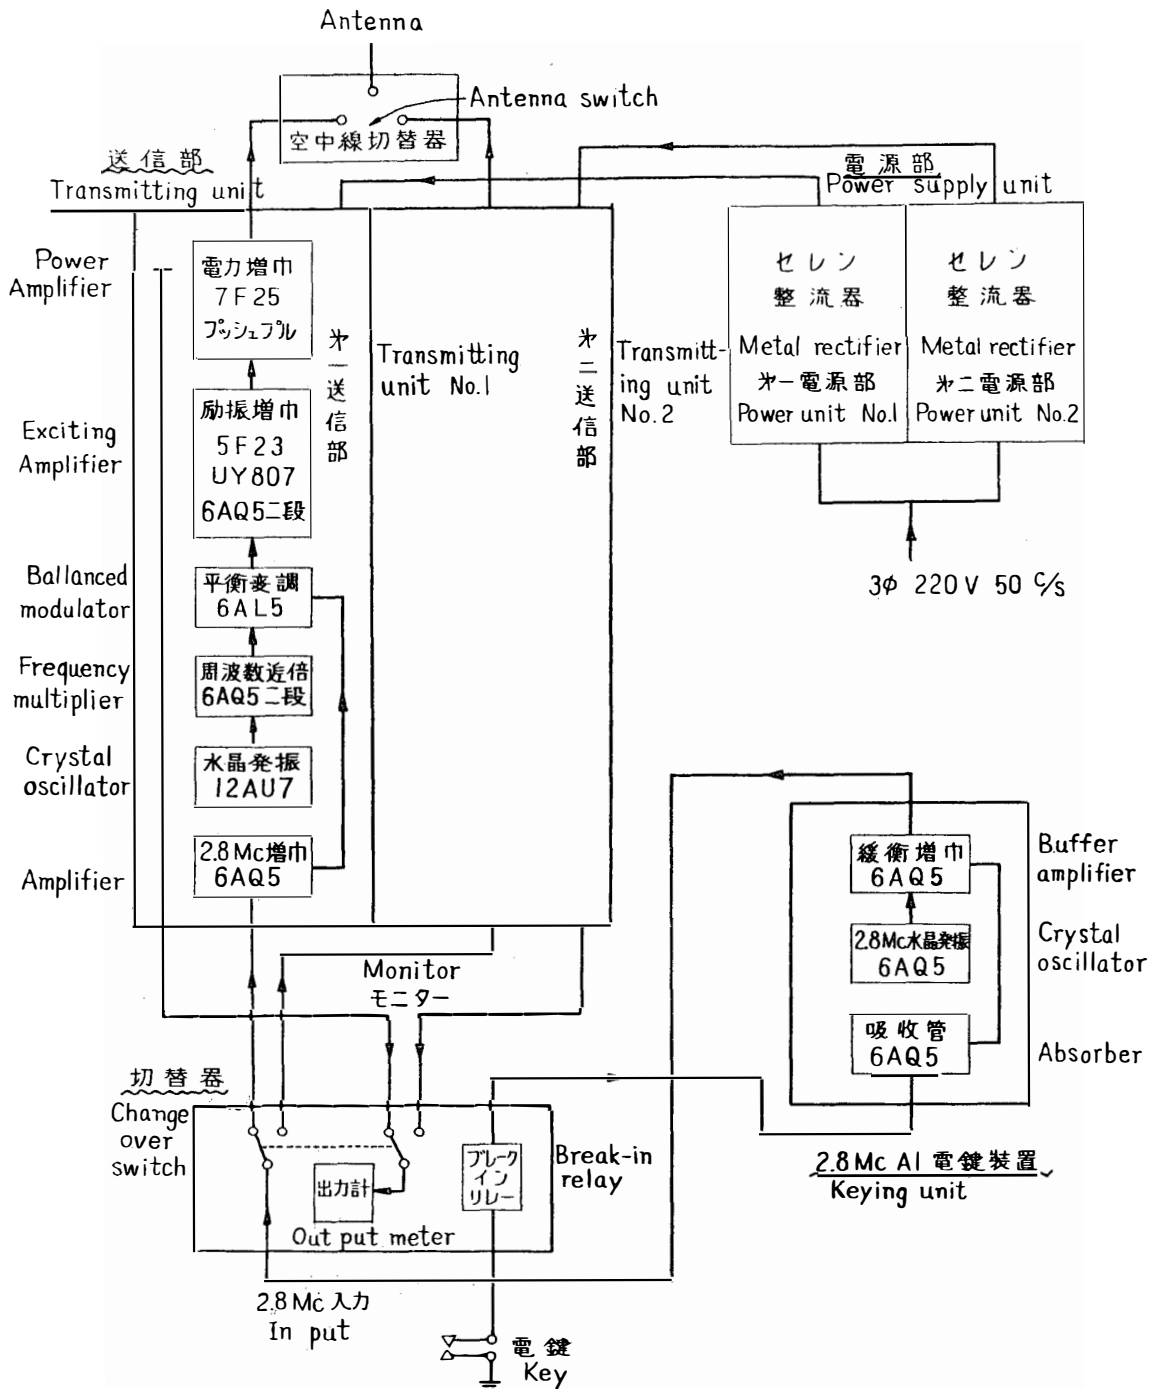 Antenna
Antenna switch
空中線切替器
送信部
Transmitting unit
電源部
Power supply unit
Power
Amplifier
電力増巾
7F25
プッシュプル
オ一送信部
Transmitting
unit No.1
オ二送信部
Transmitt-
ing unit
No.2
セレン
整流器
Metal rectifier
オ一電源部
Power unit No.1
セレン
整流器
Metal rectifier
オ二電源部
Power unit No.2
3φ 220V 50 C/S
Exciting
Amplifier
励振増巾
5F23
UY807
6AQ5二段
Ballanced
modulator
平衡変調
6AL5
Frequency
multiplier
周波数逓倍
6AQ5二段
Crystal
oscillator
水晶発振
12AU7
Amplifier
2.8Mc増巾
6AQ5
緩衝増巾
6AQ5
Buffer
amplifier
2.8Mc水晶発振
6AQ5
Crystal
oscillator
吸収管
6AQ5
Absorber
2.8Mc A1 電鍵装置
Keying unit
Monitor
モニター
切替器
Change
over
switch
出力計
Out put meter
ブレーク
イン
リレー
Break-in
relay
2.8Mc 入力
In put
電鍵
Key